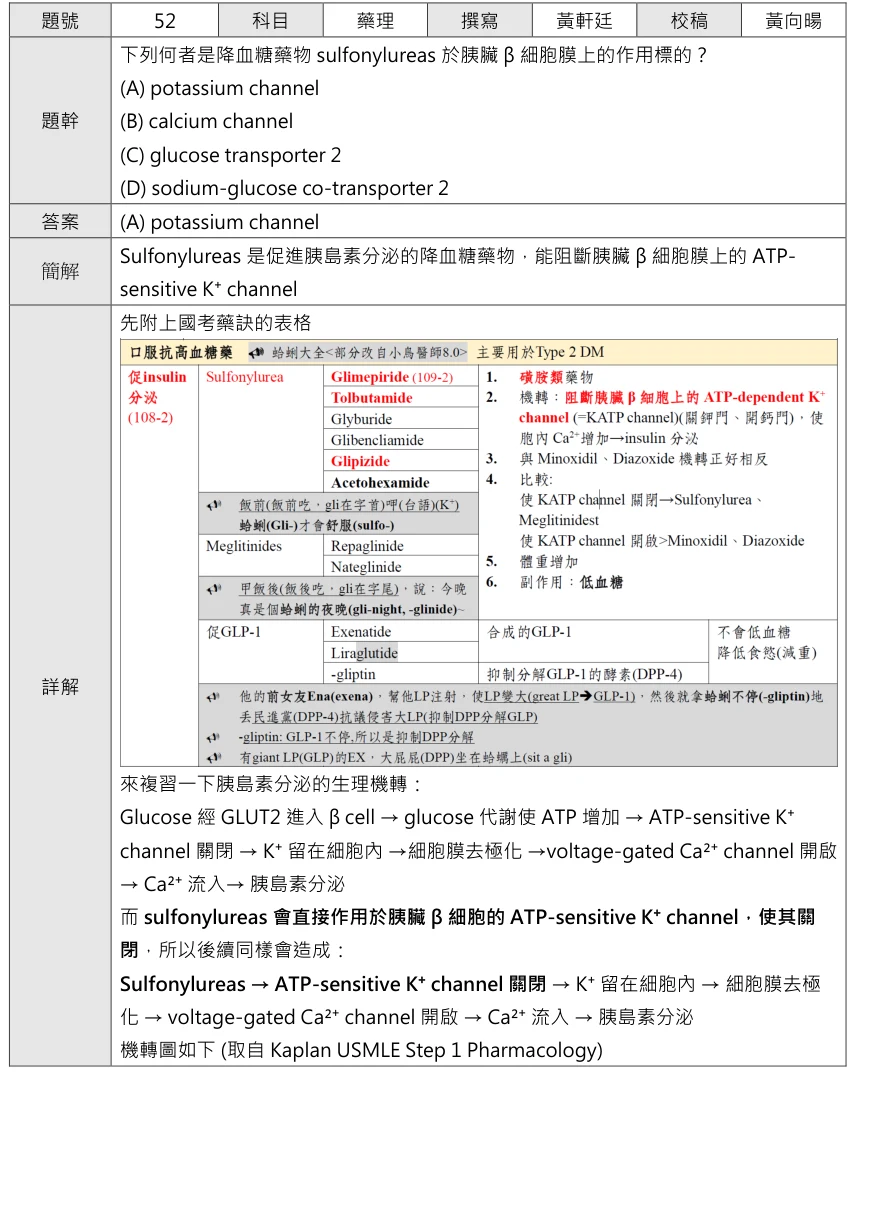 題號 52 科目 藥理 撰寫 黃軒廷 校稿 黃向暘
題幹
下列何者是降血糖藥物 sulfonylureas 於胰臟 β 細胞膜上的作用標的？
(A) potassium channel
(B) calcium channel
(C) glucose transporter 2
(D) sodium-glucose co-transporter 2
答案 (A) potassium channel
簡解
Sulfonylureas 是促進胰島素分泌的降血糖藥物，能阻斷胰臟 β 細胞膜上的 ATP-
sensitive K⁺ channel
詳解
先附上國考藥訣的表格
口服抗高血糖藥 蛤蜊大全<部分改自小鳥醫師8.0> 主要用於Type 2 DM
促insulin
分泌
(108-2)
Sulfonylurea
Glimepiride (109-2)
Tolbutamide
Glyburide
Glibencliamide
Glipizide
Acetohexamide
飯前(飯前吃，gli在字首)呷(台語)(K⁺)
蛤蜊(Gli-)才會舒服(sulfo-)
Meglitinides
Repaglinide
Nateglinide
甲飯後(飯後吃，gli在字尾)，說：今晚
真是個蛤蜊的夜晚(gli-night, -glinide)~
1. 磺胺類藥物
2. 機轉：阻斷胰臟 β 細胞上的 ATP-dependent K⁺
channel (=KATP channel)(關鉀門、開鈣門)，使
胞內 Ca²⁺增加→insulin 分泌
3. 與 Minoxidil、Diazoxide 機轉正好相反
4. 比較:
使 KATP channel 關閉→Sulfonylurea、
Meglitinidest
使 KATP channel 開啟>Minoxidil、Diazoxide
5. 體重增加
6. 副作用：低血糖
促GLP-1
Exenatide
Liraglutide
合成的GLP-1
-gliptin
抑制分解GLP-1的酵素(DPP-4)
不會低血糖
降低食慾(減重)
他的前女友Ena(exena)，幫他LP注射，使LP變大(great LP➔GLP-1)，然後就拿蛤蜊不停(-gliptin)地
丟民進黨(DPP-4)抗議侵害大LP(抑制DPP分解GLP)
-gliptin: GLP-1不停,所以是抑制DPP分解
有giant LP(GLP)的EX，大屁屁(DPP)坐在蛤蠣上(sit a gli)
來複習一下胰島素分泌的生理機轉：
Glucose 經 GLUT2 進入 β cell → glucose 代謝使 ATP 增加 → ATP-sensitive K⁺
channel 關閉 → K⁺ 留在細胞內 →細胞膜去極化 →voltage-gated Ca²⁺ channel 開啟
→ Ca²⁺ 流入→ 胰島素分泌
而 sulfonylureas 會直接作用於胰臟 β 細胞的 ATP-sensitive K⁺ channel，使其關
閉，所以後續同樣會造成：
Sulfonylureas → ATP-sensitive K⁺ channel 關閉 → K⁺ 留在細胞內 → 細胞膜去極
化 → voltage-gated Ca²⁺ channel 開啟 → Ca²⁺ 流入 → 胰島素分泌
機轉圖如下 (取自 Kaplan USMLE Step 1 Pharmacology)